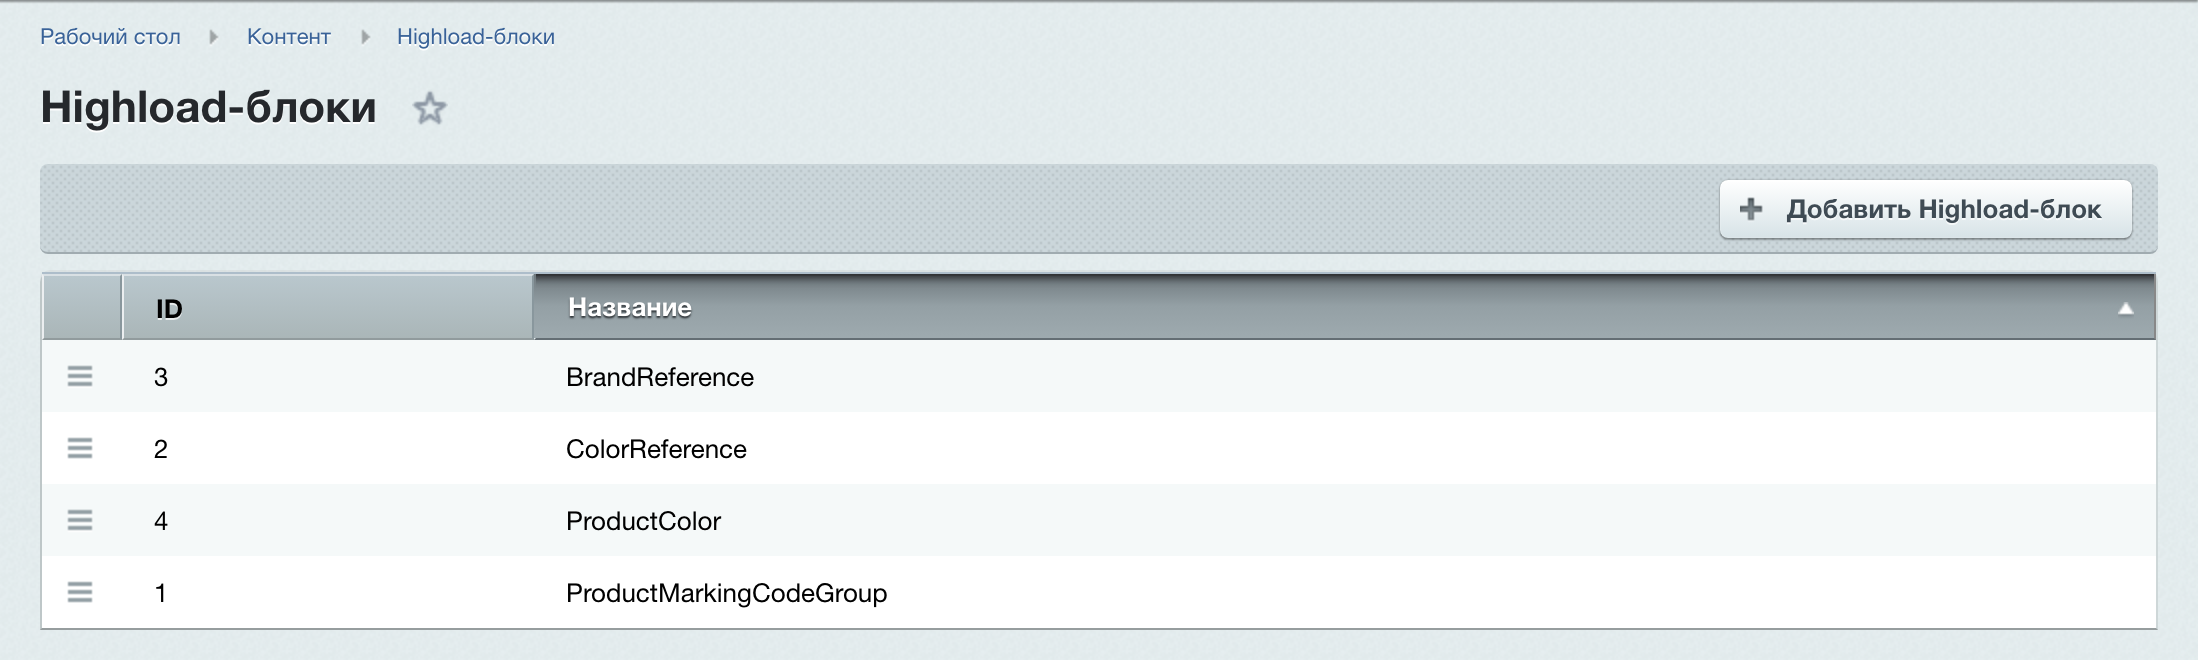 Рабочий стол Контент Highload-блоки
Highload-блоки
Добавить Highload-блок
ID Название
3 BrandReference
2 ColorReference
4 ProductColor
1 ProductMarkingCodeGroup